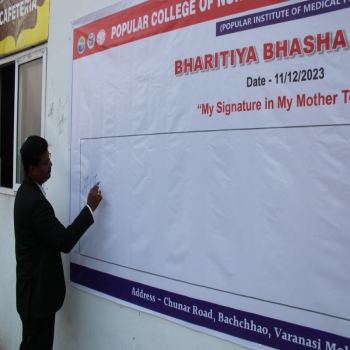 CAFETERIA
POPULAR COLLEGE OF
(POPULAR INSTITUTE OF MEDICAL
BHARITIYA BHASHA
Date - 11/12/2023
"My Signature in My Mother
Address - Chunar Road, Bachchhao, Varanasi